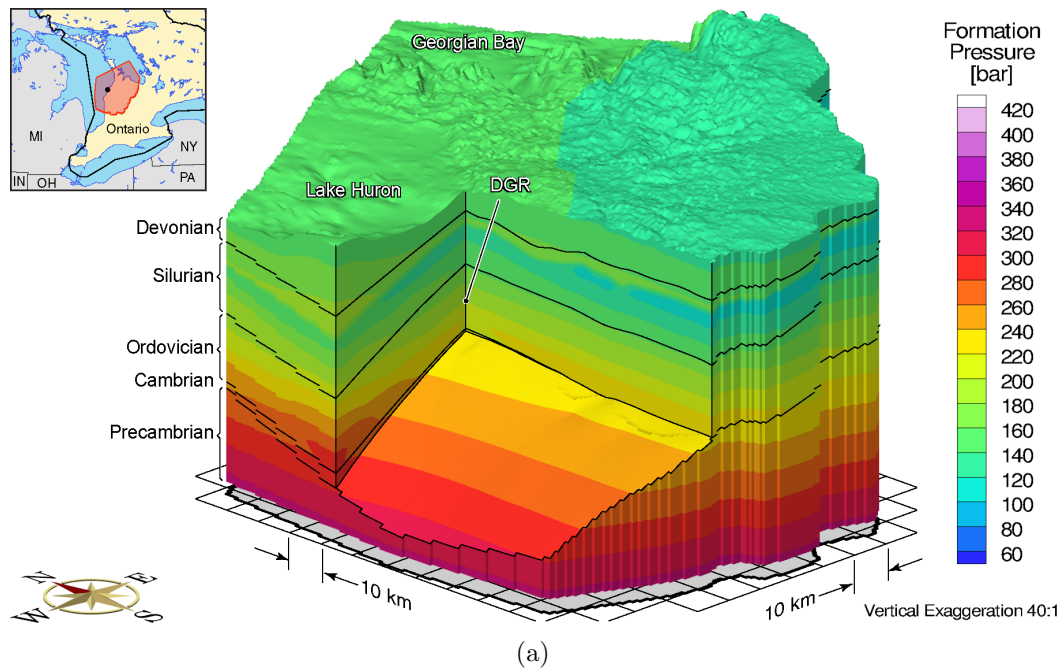 MI
Ontario
NY
PA
IN
OH
Georgian Bay
Lake Huron
DGR
Devonian
Silurian
Ordovician
Cambrian
Precambrian
Formation
Pressure
[bar]
420
400
380
360
340
320
300
280
260
240
220
200
180
160
140
120
100
80
60
10 km
10 km
N
E
W
S
Vertical Exaggeration 40:1
(a)